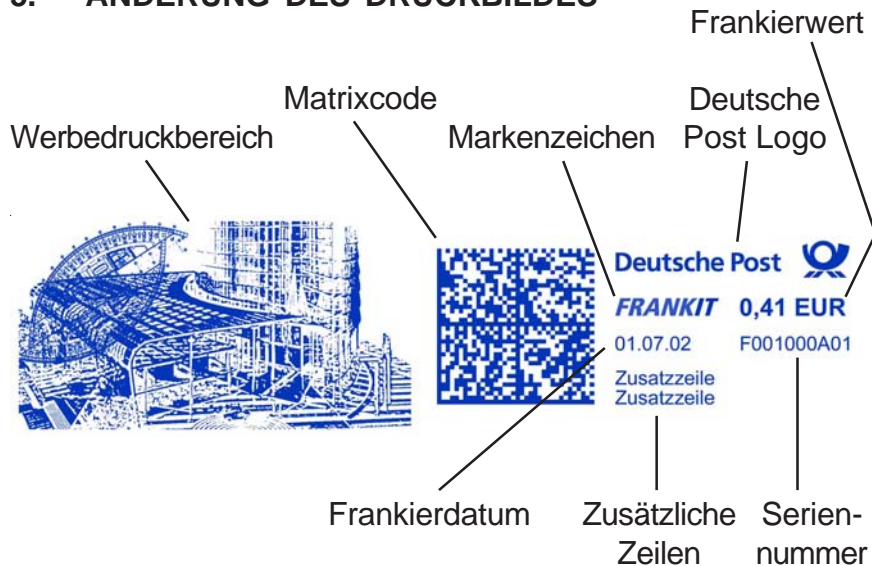 ÄNDERUNG DES DRUCKBILDES
Frankierwert
Matrixcode
Deutsche
Post Logo
Werbedruckbereich
Markenzeichen
Deutsche Post
FRANKIT 0,41 EUR
01.07.02 F001000A01
Zusatzzeile
Zusatzzeile
Frankierdatum
Zusätzliche
Zeilen
Serien-
nummer